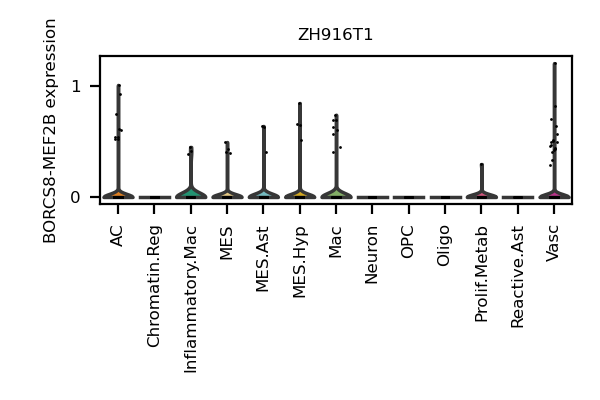 ZH916T1
BORCS8-MEF2B expression
1
0
AC
Chromatin.Reg
Inflammatory.Mac
MES
MES.Ast
MES.Hyp
Mac
Neuron
OPC
Oligo
Prolif.Metab
Reactive.Ast
Vasc